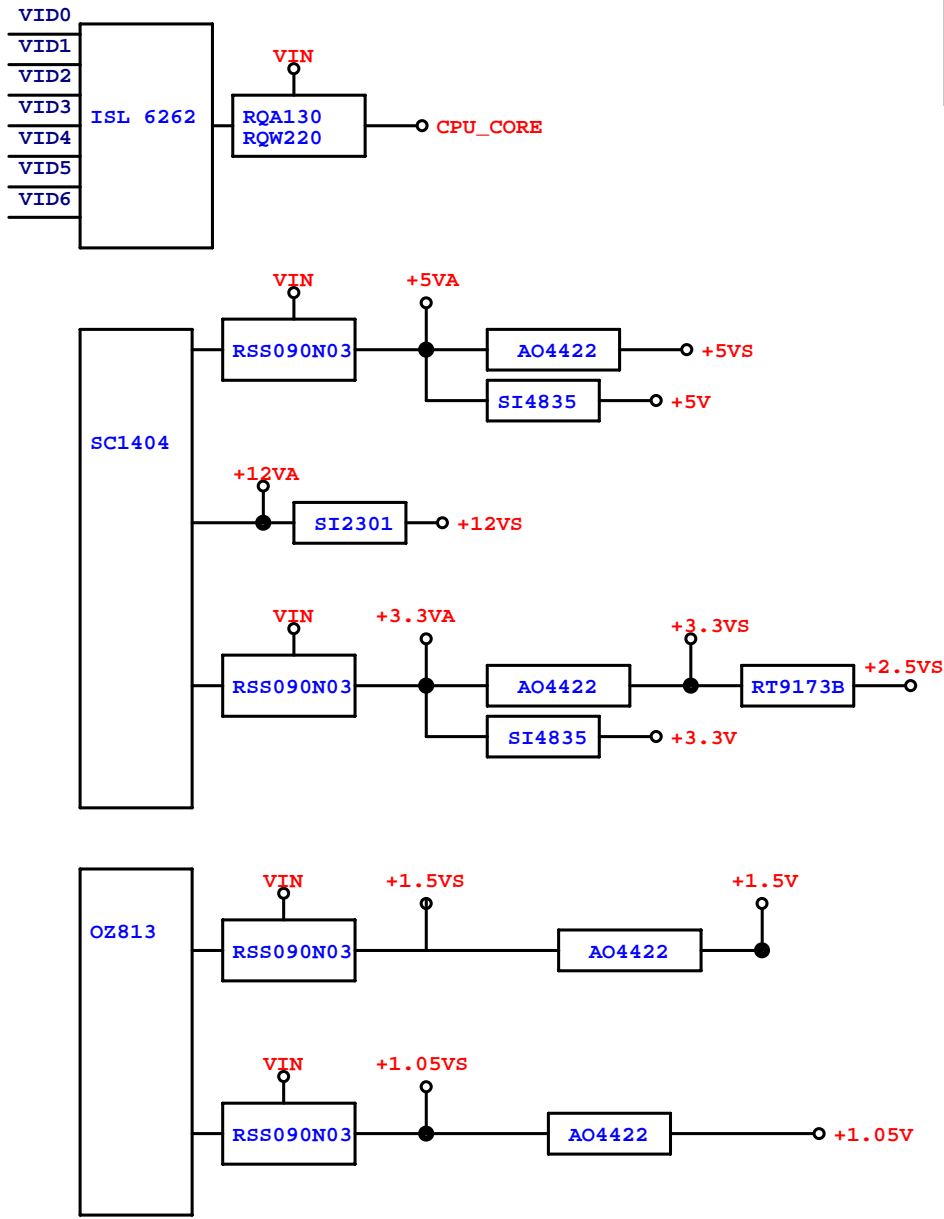 VID0
VID1
VID2
VID3
VID4
VID5
VID6
ISL 6262
VIN
RQA130
RQW220
CPU_CORE
VIN
+5VA
RSS090N03
AO4422
+5VS
SI4835
+5V
SC1404
+12VA
SI2301
+12VS
VIN
+3.3VA
+3.3VS
+2.5VS
RSS090N03
AO4422
RT9173B
SI4835
+3.3V
VIN
+1.5VS
+1.5V
OZ813
RSS090N03
AO4422
VIN
+1.05VS
RSS090N03
AO4422
+1.05V